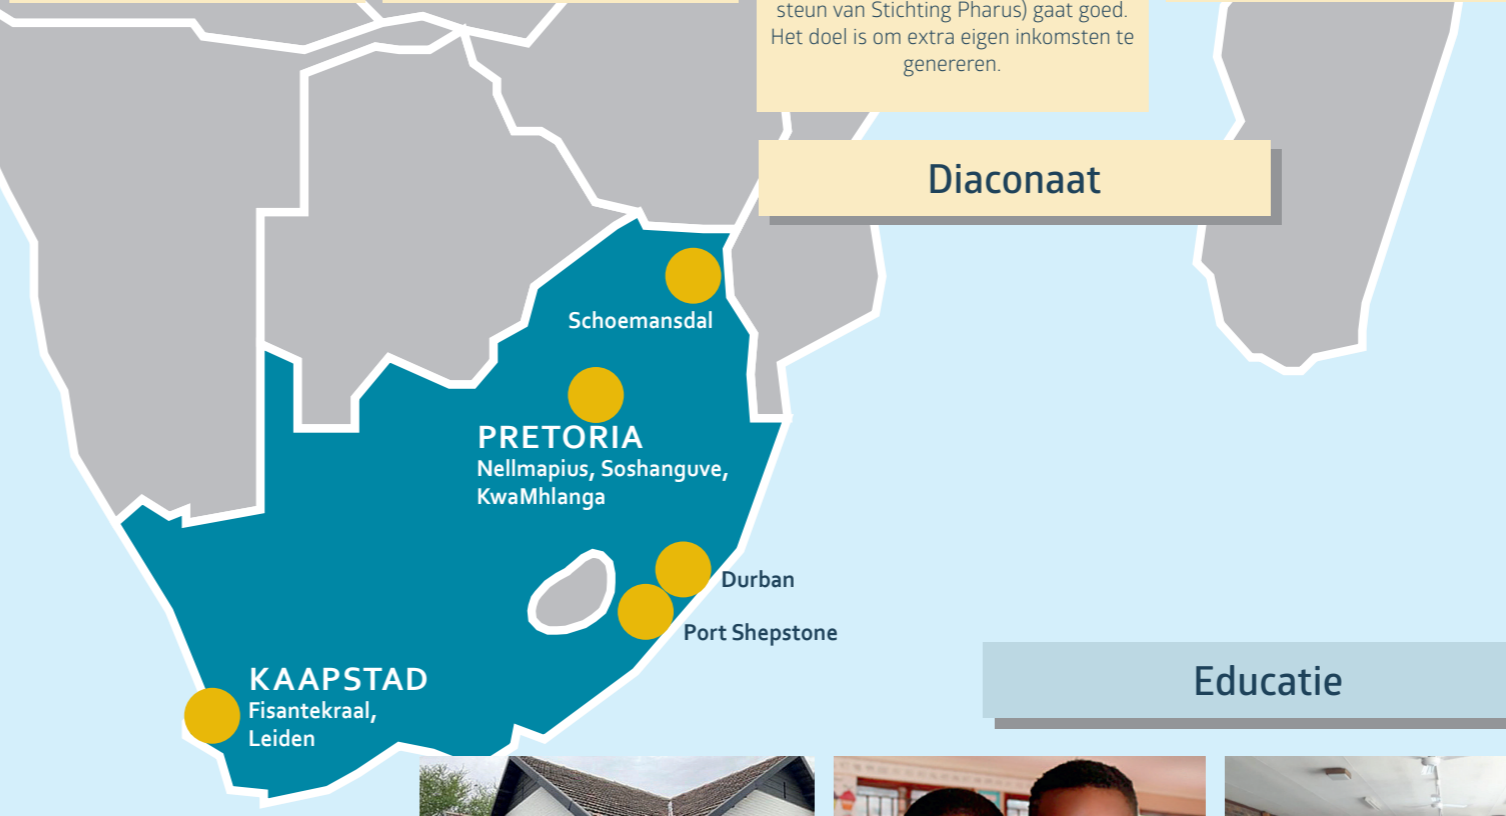 steun van Stichting Pharus) gaat goed.
Het doel is om extra eigen inkomsten te
genereren.
Diaconaat
Schoemansdal
PRETORIA
Nellmapius, Soshanguve,
KwaMhlanga
Durban
Port Shepstone
KAAPSTAD
Fisantekraal,
Leiden
Educatie